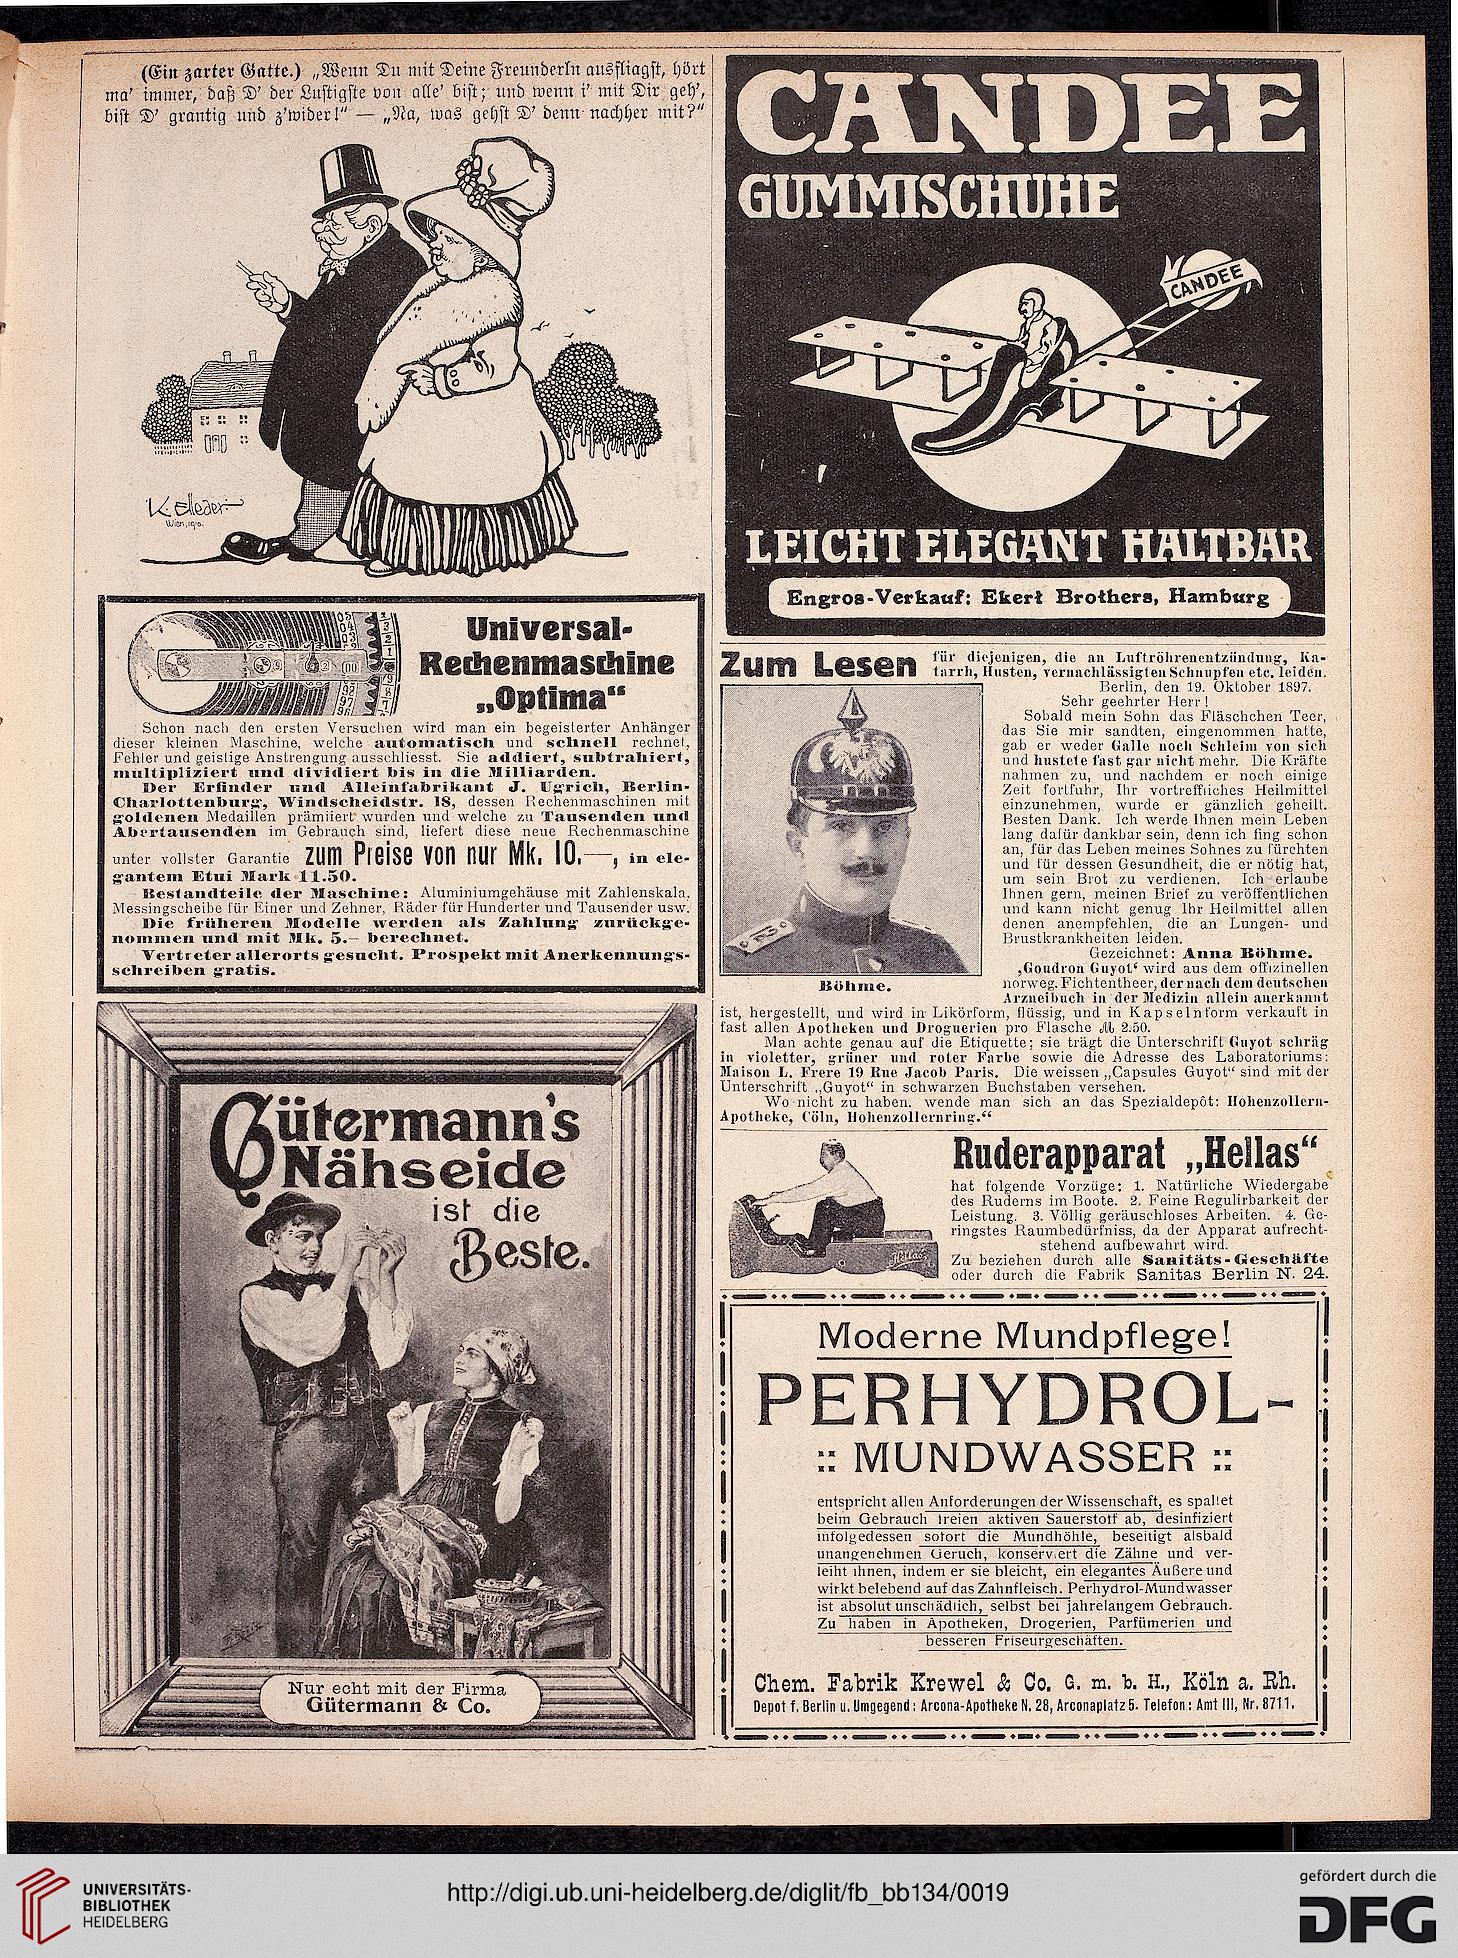 (Ein zarter Gatte.) „Wenn Du mit Deine Freunderln ausfliagst, hört
ma' immer, daß D' der Lustigste von alle' bist; und wenn i' mit Dir geh',
bist D' grantig und z'wider!" — „Na, was gehst D' denn nachher mit?"
K. Elleder
Wien, 1910.
Universal-
Rechenmaschine
„Optima“
Schon nach den ersten Versuchen wird man ein begeisterter Anhänger
dieser kleinen Maschine, welche automatisch und schnell rechnet,
Fehler und geistige Anstrengung ausschliesst. Sie addiert, subtrahiert,
multipliziert und dividiert bis in die Milliarden.
Der Erfinder und Alleinfabrikant J. Ugrich, Berlin-
Charlottenburg, Windscheidstr. 18, dessen Rechenmaschinen mit
goldenen Medaillen prämiiert wurden und welche zu Tausenden und
Abertausenden im Gebrauch sind, liefert diese neue Rechenmaschine
unter vollster Garantie zum Preise von nur Mk. 10.—, in ele-
gantem Etui Mark 11.50.
Bestandteile der Maschine: Aluminiumgehäuse mit Zahlenskala,
Messingscheibe für Einer und Zehner, Räder für Hunderter und Tausender usw.
Die früheren Modelle werden als Zahlung zurückge-
nommen und mit Mk. 5.– berechnet.
Vertreter allerorts gesucht. Prospekt mit Anerkennungs-
schreiben gratis.
Gütermann's
Nähseide
ist die
Beste.
Nur echt mit der Firma
Gütermann & Co.
CANDEE
GUMMISCHUHE
CANDEE
LEICHT ELEGANT HALTBAR
Engros-Verkauf: Ekert Brothers, Hamburg
Zum Lesen für diejenigen, die an Luftröhrenentzündung, Ka-
tarrh, Husten, vernachlässigten Schnupfen etc. leiden.
Berlin, den 19. Oktober 1897.
Sehr geehrter Herr!
Sobald mein Sohn das Fläschchen Teer,
das Sie mir sandten, eingenommen hatte,
gab er weder Galle noch Schleim von sich
und hustete fast gar nicht mehr. Die Kräfte
nahmen zu, und nachdem er noch einige
Zeit fortfuhr, Ihr vortreffliches Heilmittel
einzunehmen, wurde er gänzlich geheilt.
Besten Dank. Ich werde Ihnen mein Leben
lang dafür dankbar sein, denn ich fing schon
an, für das Leben meines Sohnes zu fürchten
und für dessen Gesundheit, die er nötig hat,
um sein Brot zu verdienen. Ich erlaube
Ihnen gern, meinen Brief zu veröffentlichen
und kann nicht genug Ihr Heilmittel allen
denen anempfehlen, die an Lungen- und
Brustkrankheiten leiden.
Gezeichnet: Anna Böhme.
Böhme.
‚Goudron Guyot‘ wird aus dem offizinellen
norweg. Fichtentheer, der nach dem deutschen
Arzneibuch in der Medizin allein anerkannt
ist, hergestellt, und wird in Likörform, flüssig, und in Kapselnform verkauft in
fast allen Apotheken und Droguerien pro Flasche ℳ 2.50.
Man achte genau auf die Etiquette; sie trägt die Unterschrift Guyot schräg
in violetter, grüner und roter Farbe sowie die Adresse des Laboratoriums:
Maison L. Frere 19 Rue Jacob Paris. Die weissen „Capsules Guyot“ sind mit der
Unterschrift „Guyot“ in schwarzen Buchstaben versehen.
Wo nicht zu haben, wende man sich an das Spezialdepôt: Hohenzollern-
Apotheke, Cöln, Hohenzollernring.“
Ruderapparat „Hellas“
hat folgende Vorzüge: 1. Natürliche Wiedergabe
des Ruderns im Boote. 2. Feine Regulirbarkeit der
Leistung. 3. Völlig geräuschloses Arbeiten. 4. Ge-
ringstes Raumbedürfniss, da der Apparat aufrecht-
stehend aufbewahrt wird.
Zu beziehen durch alle Sanitäts-Geschäfte
oder durch die Fabrik Sanitas Berlin N. 24.
Hellas
Moderne Mundpflege!
PERHYDROL-
:: MUNDWASSER ::
entspricht allen Anforderungen der Wissenschaft, es spaltet
beim Gebrauch freien aktiven Sauerstoff ab, desinfiziert
infolgedessen sofort die Mundhöhle, beseitigt alsbald
unangenehmen Geruch, konserviert die Zähne und ver-
leiht ihnen, indem er sie bleicht, ein elegantes Äußere und
wirkt belebend auf das Zahnfleisch. Perhydrol-Mundwasser
ist absolut unschädlich, selbst bei jahrelangem Gebrauch.
Zu haben in Apotheken, Drogerien, Parfümerien und
besseren Friseurgeschäften.
Chem. Fabrik Krewel & Co. G. m. b. H., Köln a. Rh.
Depot f. Berlin u. Umgegend: Arcona-Apotheke N. 28, Arconaplatz 5. Telefon: Amt III, Nr. 8711.
UNIVERSITÄTS-
BIBLIOTHEK
HEIDELBERG
http://digi.ub.uni-heidelberg.de/diglit/fb_bb134/0019
gefördert durch die
DFG